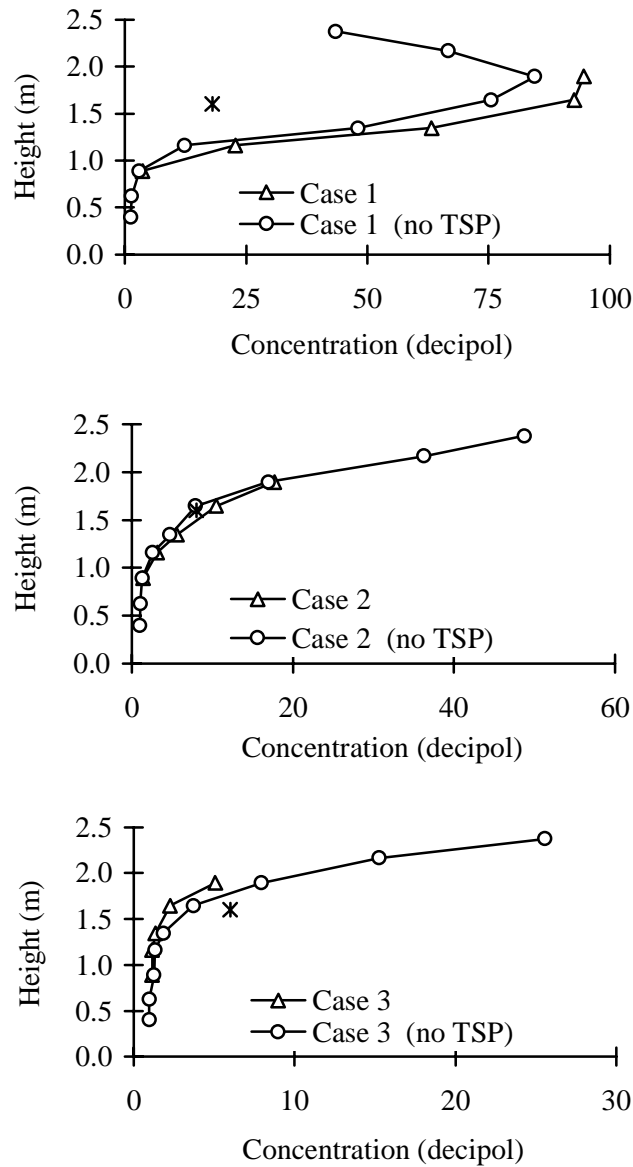 2.5
2.0
1.5
1.0
0.5
0.0
Height (m)
Case 1
Case 1 (no TSP)
0 25 50 75 100
Concentration (decipol)
2.5
2.0
1.5
1.0
0.5
0.0
Height (m)
Case 2
Case 2 (no TSP)
0 20 40 60
Concentration (decipol)
2.5
2.0
1.5
1.0
0.5
0.0
Height (m)
Case 3
Case 3 (no TSP)
0 10 20 30
Concentration (decipol)